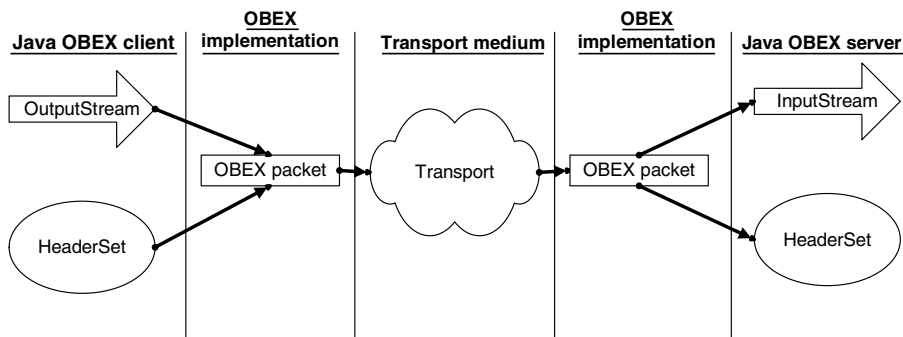 Java OBEX client
OBEX
implementation
Transport medium
OBEX
implementation
Java OBEX server
OutputStream
InputStream
OBEX packet
Transport
OBEX packet
HeaderSet
HeaderSet